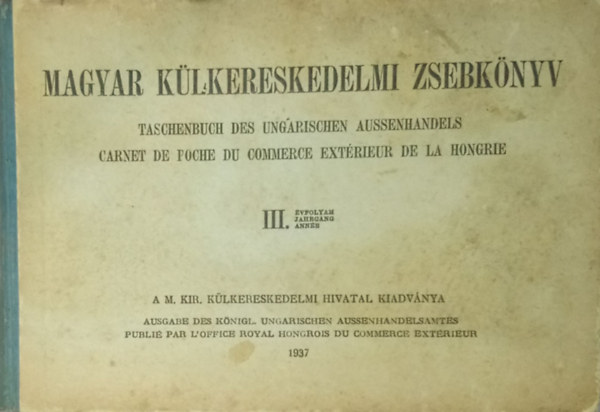 MAGYAR KÜLKERESKEDELMI ZSEBKÖNYV
TASCHENBUCH DES UNGARISCHEN AUSSENHANDELS
CARNET DE POCHE DU COMMERCE EXTÉRIEUR DE LA HONGRIE
III. ÉVFOLYAM
JAHRGANG
ANNÉE
A M. KIR. KÜLKERESKEDELMI HIVATAL KIADVÁNYA
AUSGABE DES KÖNIGL. UNGARISCHEN AUSSENHANDELSAMTES
PUBLIÉ PAR L'OFFICE ROYAL HONGROIS DU COMMERCE EXTÉRIEUR
1937